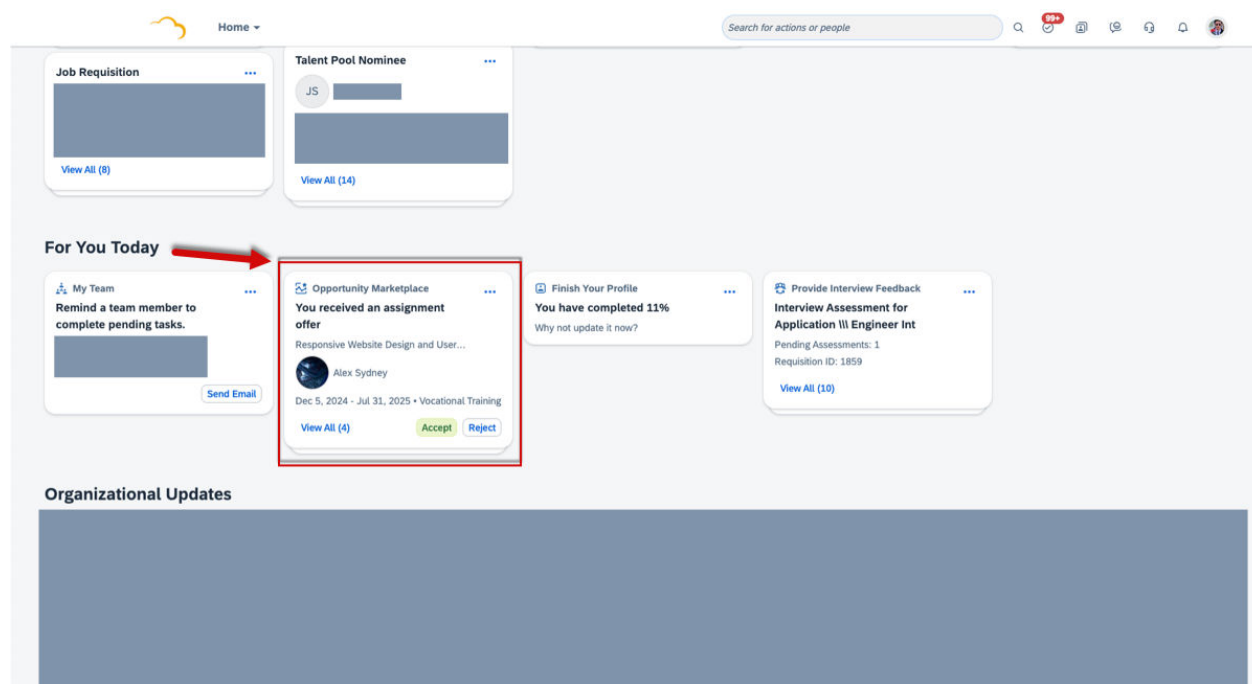 Home
Search for actions or people
99+
Job Requisition
View All (8)
Talent Pool Nominee
JS
View All (14)
For You Today
My Team
Remind a team member to
complete pending tasks.
Send Email
Opportunity Marketplace
You received an assignment
offer
Responsive Website Design and User...
Alex Sydney
Dec 5, 2024 - Jul 31, 2025 • Vocational Training
View All (4)
Accept
Reject
Finish Your Profile
You have completed 11%
Why not update it now?
Provide Interview Feedback
Interview Assessment for
Application \\\ Engineer Int
Pending Assessments: 1
Requisition ID: 1859
View All (10)
Organizational Updates